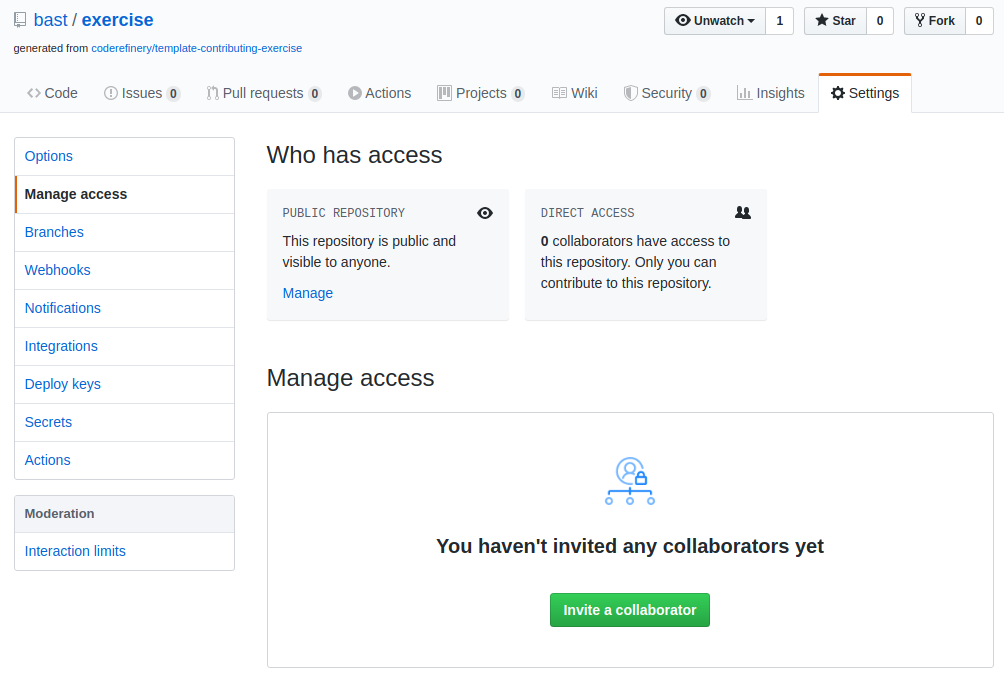 bast / exercise
Unwatch 1
Star 0
Fork 0
generated from coderefinery/template-contributing-exercise
Code
Issues 0
Pull requests 0
Actions
Projects 0
Wiki
Security 0
Insights
Settings
Options
Manage access
Branches
Webhooks
Notifications
Integrations
Deploy keys
Secrets
Actions
Moderation
Interaction limits
Who has access
PUBLIC REPOSITORY
This repository is public and
visible to anyone.
Manage
DIRECT ACCESS
0 collaborators have access to
this repository. Only you can
contribute to this repository.
Manage access
You haven't invited any collaborators yet
Invite a collaborator